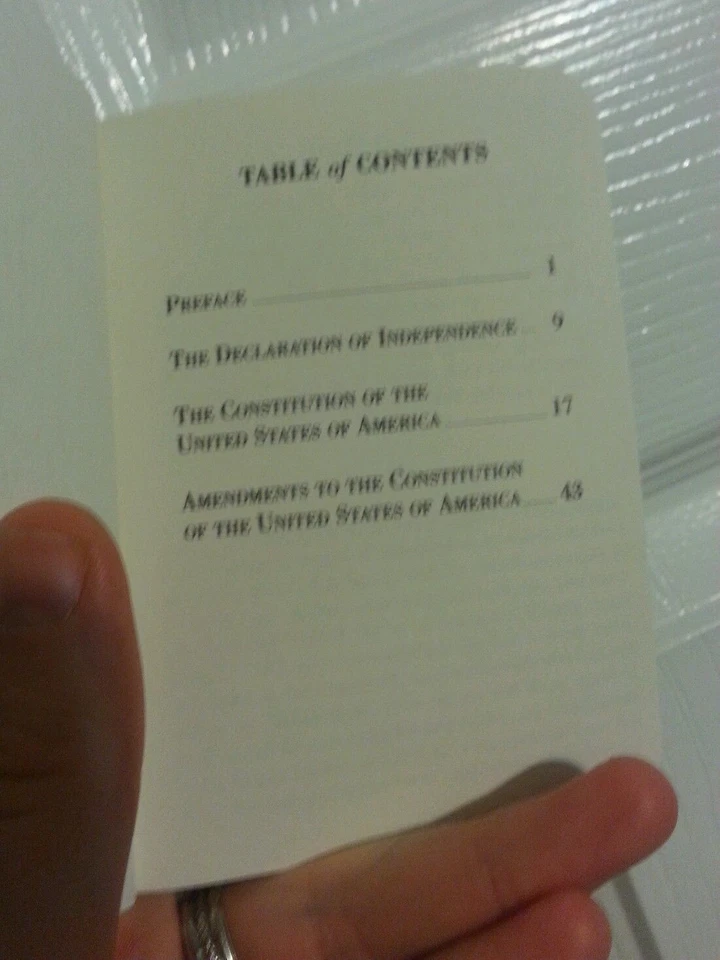 TABLE of CONTENTS
PREFACE 1
THE DECLARATION OF INDEPENDENCE 9
THE CONSTITUTION OF THE
UNITED STATES OF AMERICA 17
AMENDMENTS TO THE CONSTITUTION
OF THE UNITED STATES OF AMERICA 43